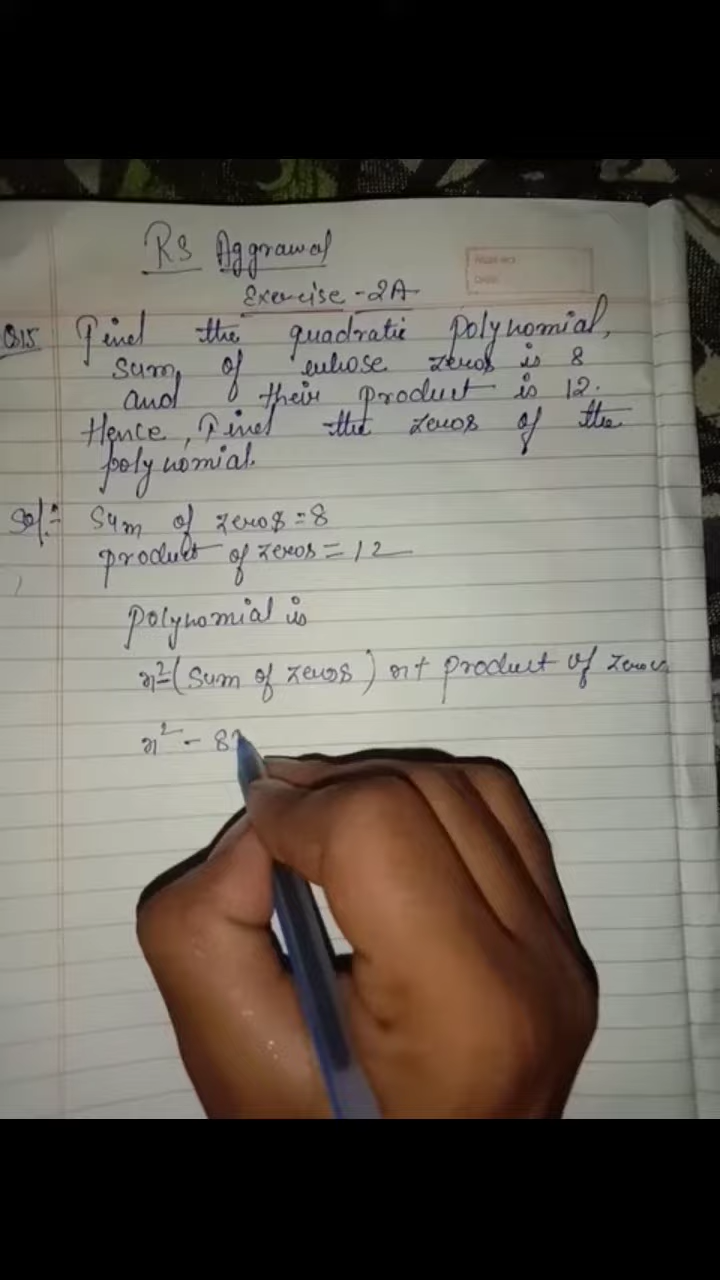 RS Aggrawal
Exercise - 2A
Q15 Find the quadratic polynomial,
sum of whose zeros is 8
and their product is 12.
Hence, Find the zeros of the
polynomial.
Sol:- Sum of zeros = 8
product of zeros = 12
polynomial is
x²-(Sum of zeros) x + product of zeros
x² - 8x